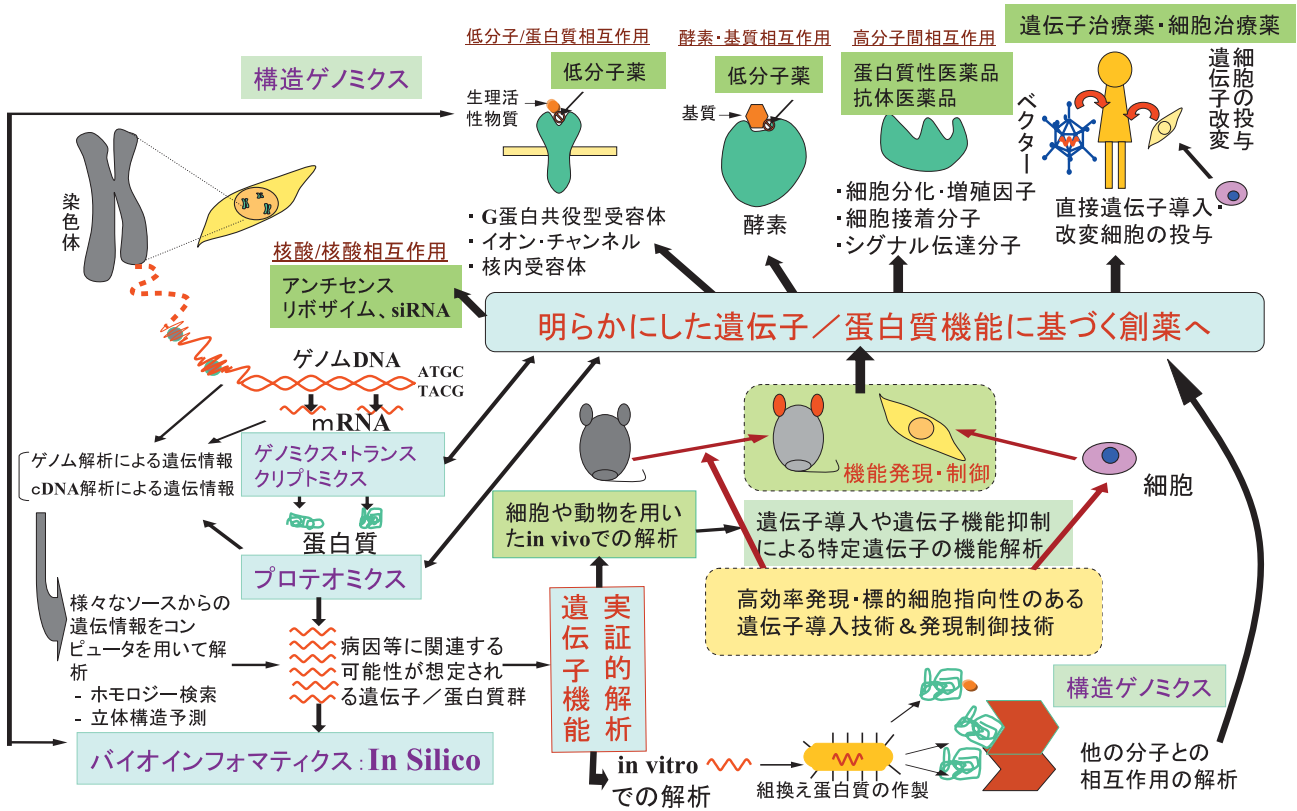 構造ゲノミクス
低分子/蛋白質相互作用
低分子薬
生理活
性物質
・G蛋白共役型受容体
・イオン・チャンネル
・核内受容体
酵素・基質相互作用
低分子薬
基質
酵素
高分子間相互作用
蛋白質性医薬品
抗体医薬品
・細胞分化・増殖因子
・細胞接着分子
・シグナル伝達分子
遺伝子治療薬・細胞治療薬
ベクター
細胞の投与
遺伝子改変
直接遺伝子導入・
改変細胞の投与
染色体
核酸/核酸相互作用
アンチセンス
リボザイム、siRNA
明らかにした遺伝子／蛋白質機能に基づく創薬へ
ゲノムDNA
ATGC
TACG
mRNA
ゲノミクス・トランス
クリプトミクス
ゲノム解析による遺伝情報
cDNA解析による遺伝情報
蛋白質
プロテオミクス
様々なソースからの
遺伝情報をコン
ピュータを用いて解
析
- ホモロジー検索
- 立体構造予測
病因等に関連する
可能性が想定され
る遺伝子／蛋白質群
バイオインフォマティクス：In Silico
機能発現・制御
細胞
細胞や動物を用い
たin vivoでの解析
遺伝子導入や遺伝子機能抑制
による特定遺伝子の機能解析
高効率発現・標的細胞指向性のある
遺伝子導入技術＆発現制御技術
実証的解析
遺伝子機能
in vitro
での解析
組換え蛋白質の作製
構造ゲノミクス
他の分子との
相互作用の解析